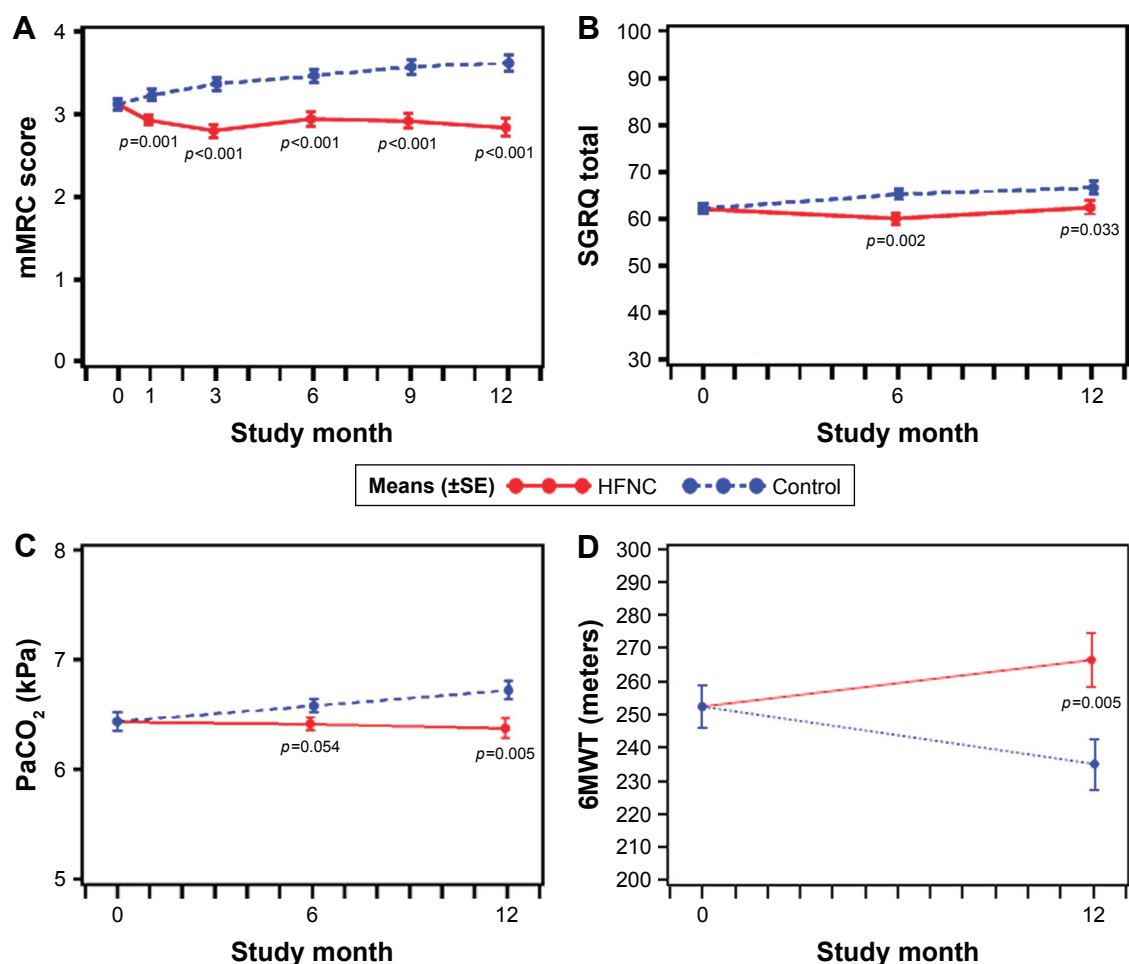 A
4
3
2
1
0
mMRC score
p=0.001
p<0.001
p<0.001
p<0.001
p<0.001
0 1 3 6 9 12
Study month
B
100
90
80
70
60
50
40
30
SGRQ total
p=0.002
p=0.033
0 6 12
Study month
Means (±SE) HFNC Control
C
8
7
6
5
PaCO₂ (kPa)
p=0.054
p=0.005
0 6 12
Study month
D
300
290
280
270
260
250
240
230
220
210
200
6MWT (meters)
p=0.005
0 12
Study month